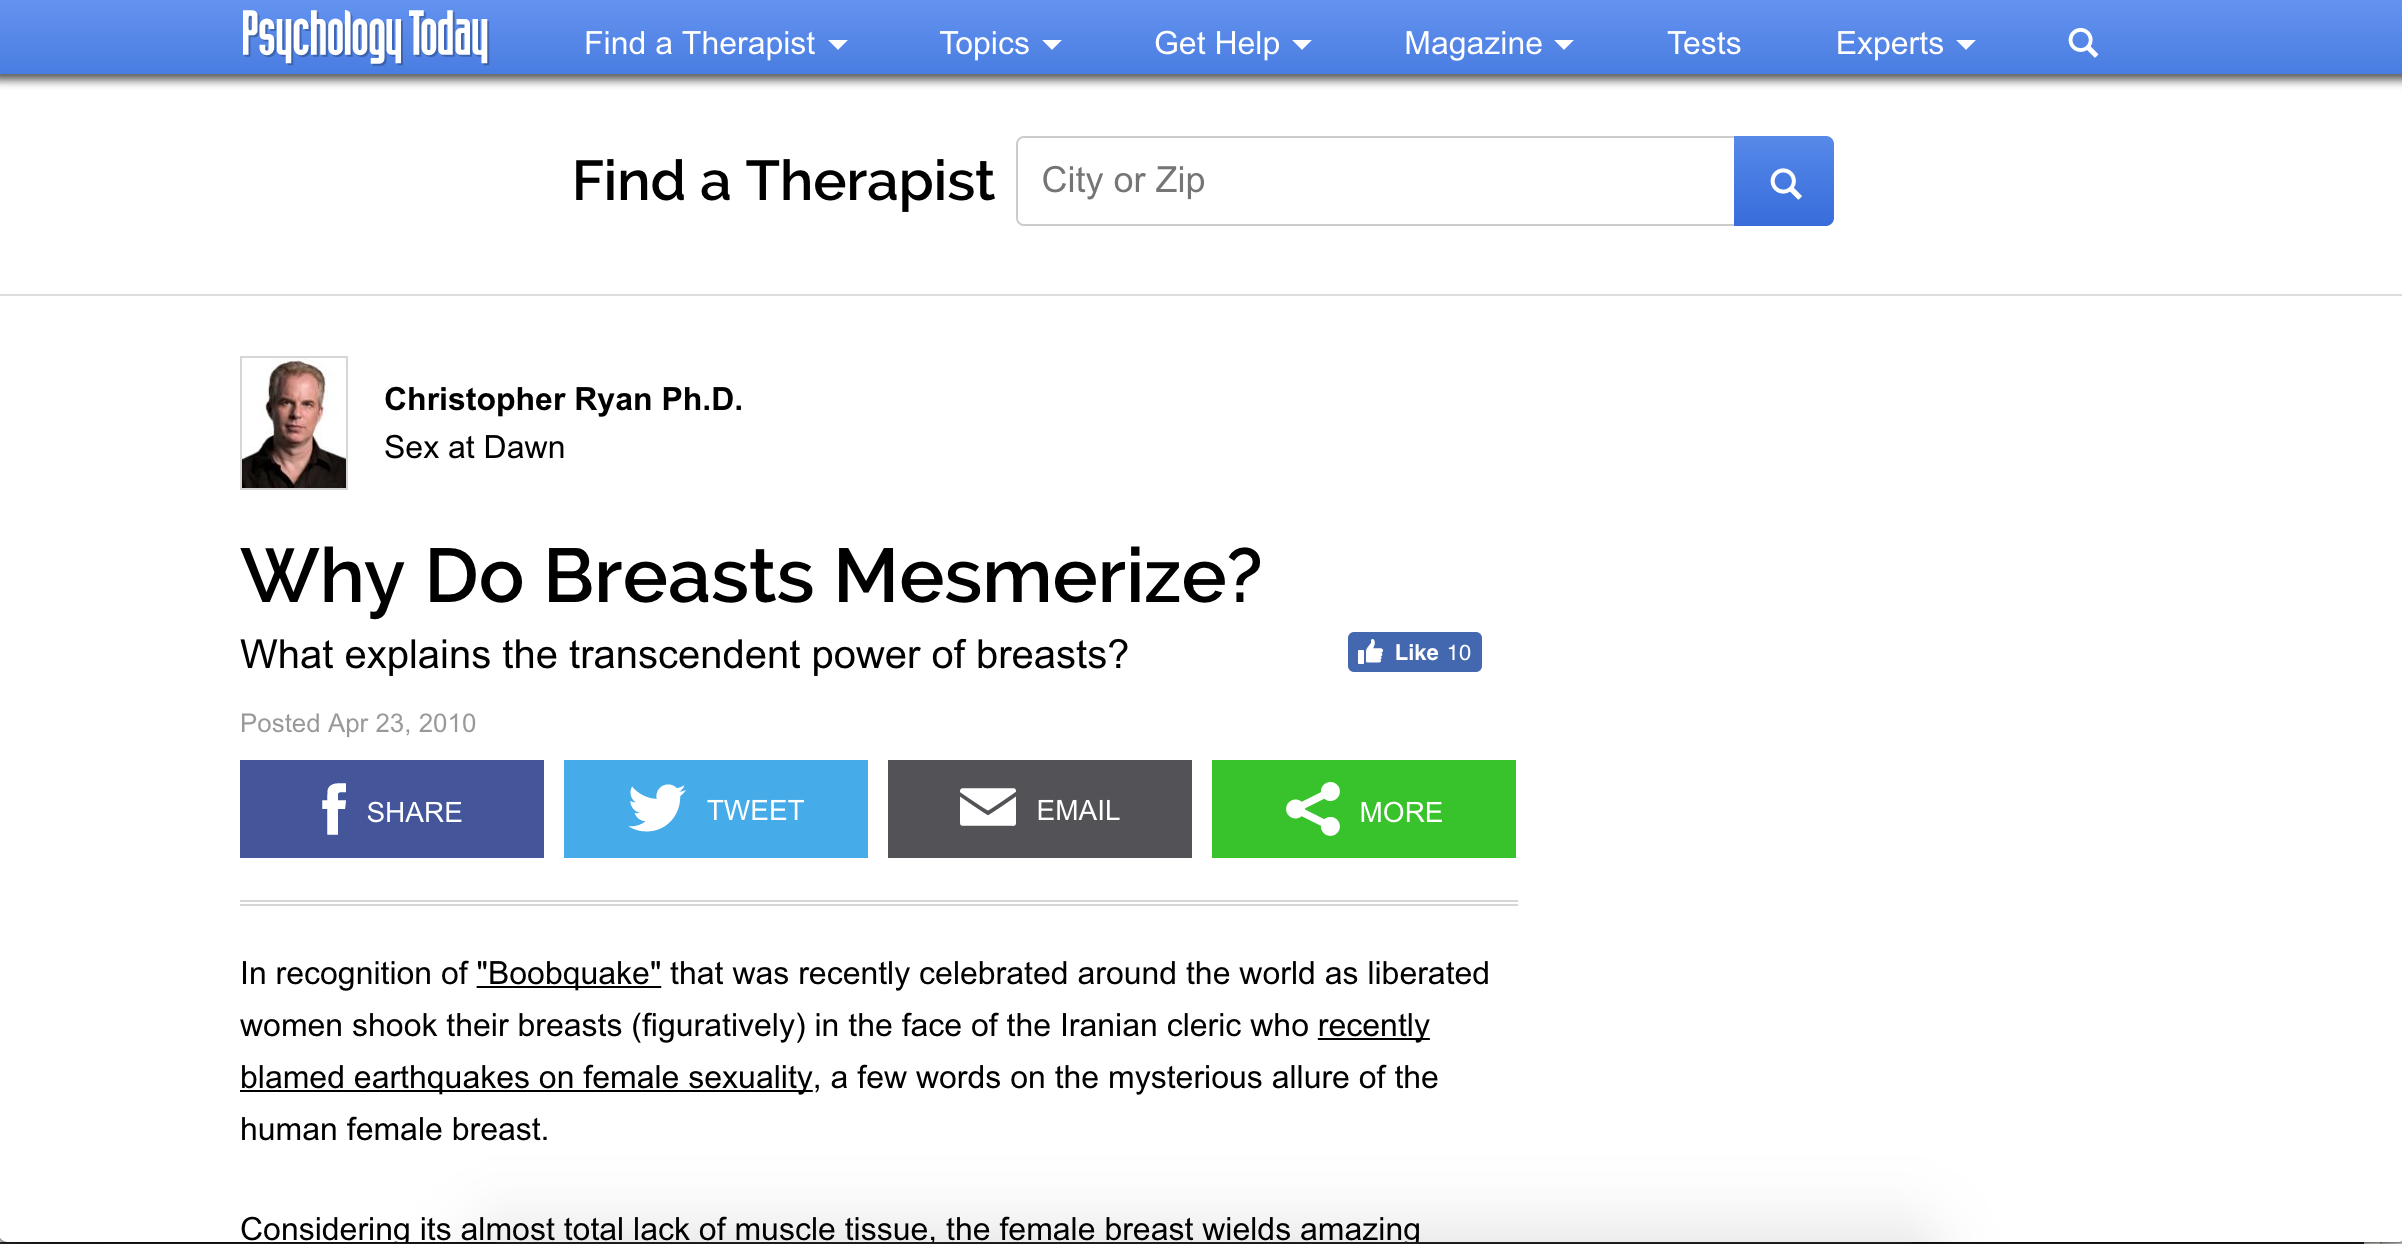 Psychology Today
Find a Therapist
Topics
Get Help
Magazine
Tests
Experts
Find a Therapist
City or Zip
Christopher Ryan Ph.D.
Sex at Dawn
Why Do Breasts Mesmerize?
What explains the transcendent power of breasts?
Like 10
Posted Apr 23, 2010
SHARE
TWEET
EMAIL
MORE
In recognition of "Boobquake" that was recently celebrated around the world as liberated
women shook their breasts (figuratively) in the face of the Iranian cleric who recently
blamed earthquakes on female sexuality, a few words on the mysterious allure of the
human female breast.
Considering its almost total lack of muscle tissue, the female breast wields amazing